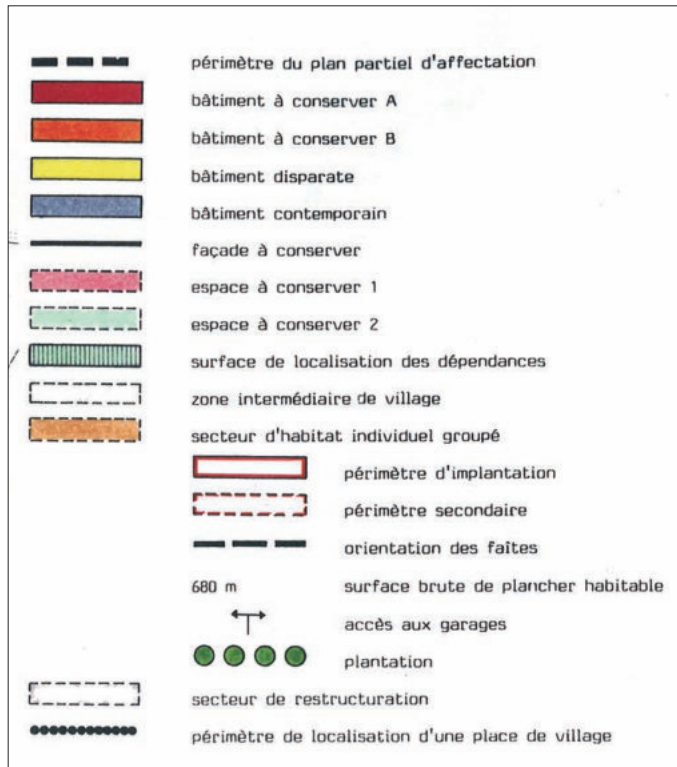 périmètre du plan partiel d'affectation
bâtiment à conserver A
bâtiment à conserver B
bâtiment disparate
bâtiment contemporain
façade à conserver
espace à conserver 1
espace à conserver 2
surface de localisation des dépendances
zone intermédiaire de village
secteur d'habitat individuel groupé
périmètre d'implantation
périmètre secondaire
orientation des faîtes
680 m surface brute de plancher habitable
accès aux garages
plantation
secteur de restructuration
périmètre de localisation d'une place de village